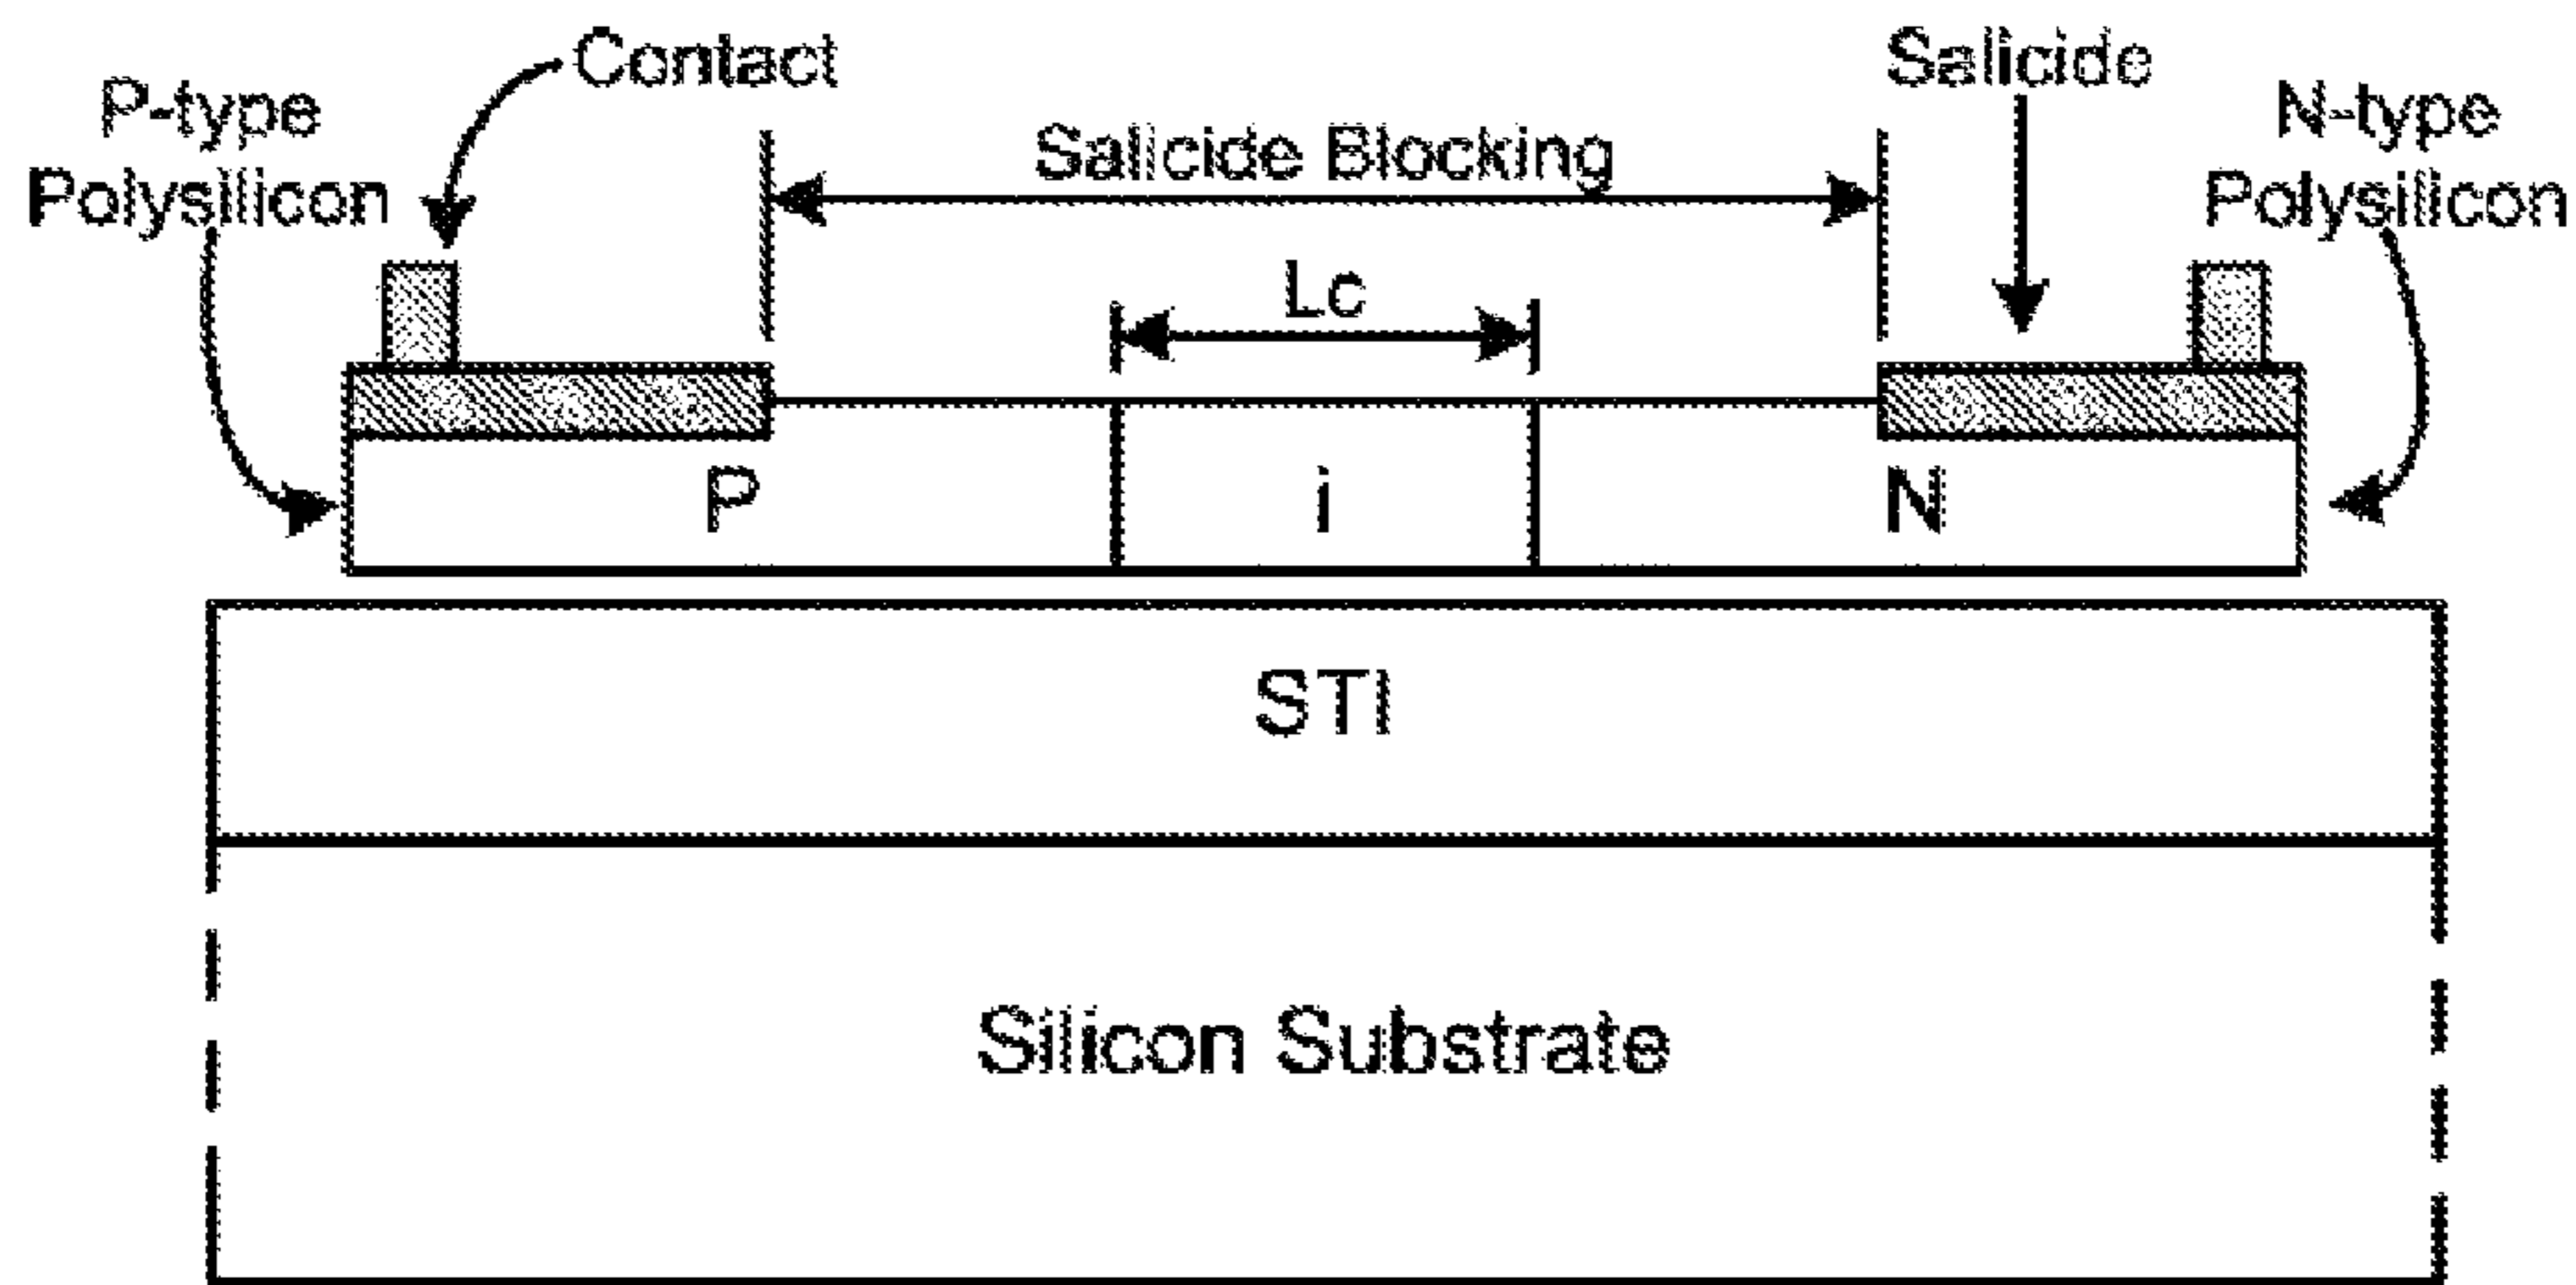 Contact
P-type
Polysilicon
Salicide Blocking
Salicide
N-type
Polysilicon
Lc
P
i
N
STI
Silicon Substrate